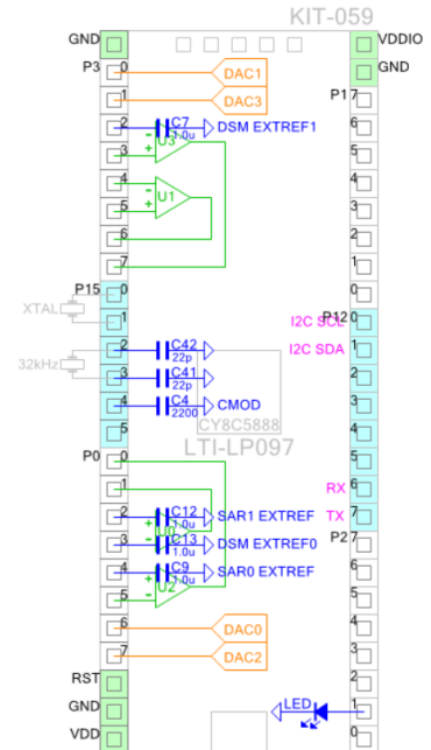 KIT-059
GND VDDIO
GND
P3 0 DAC1
1 DAC3 P1 7
2 C7 1.0u DSM EXTREF1 6
3 - + U3 5
4 - 4
5 + U1 3
6 2
7 1
P15 0 0
XTAL
1 I2C SCL P12 0
2 C42 22p I2C SDA 1
32kHz
3 C41 22p 2
4 C4 2200 CMOD 3
CY8C5888
5 4
LTI-LP097
P0 0 5
1 RX 6
2 + C12 1.0u SAR1 EXTREF TX 7
U0
3 - C13 1.0u DSM EXTREF0 P2 7
4 + C9 1.0u SAR0 EXTREF 6
5 - U2 5
6 DAC0 4
7 DAC2 3
RST 2
GND LED 1
VDD 0